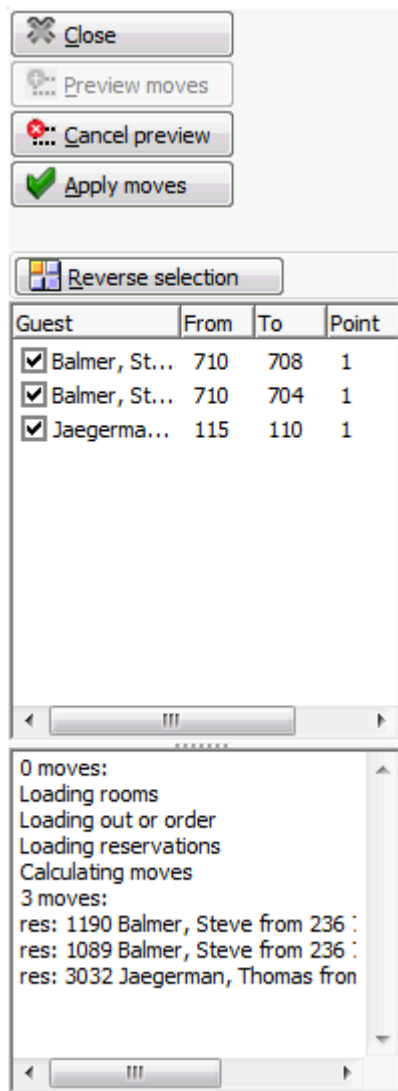 Close
Preview moves
Cancel preview
Apply moves
Reverse selection
Guest From To Point
Balmer, St... 710 708 1
Balmer, St... 710 704 1
Jaegerma... 115 110 1
0 moves:
Loading rooms
Loading out or order
Loading reservations
Calculating moves
3 moves:
res: 1190 Balmer, Steve from 236
res: 1089 Balmer, Steve from 236
res: 3032 Jaegerman, Thomas from